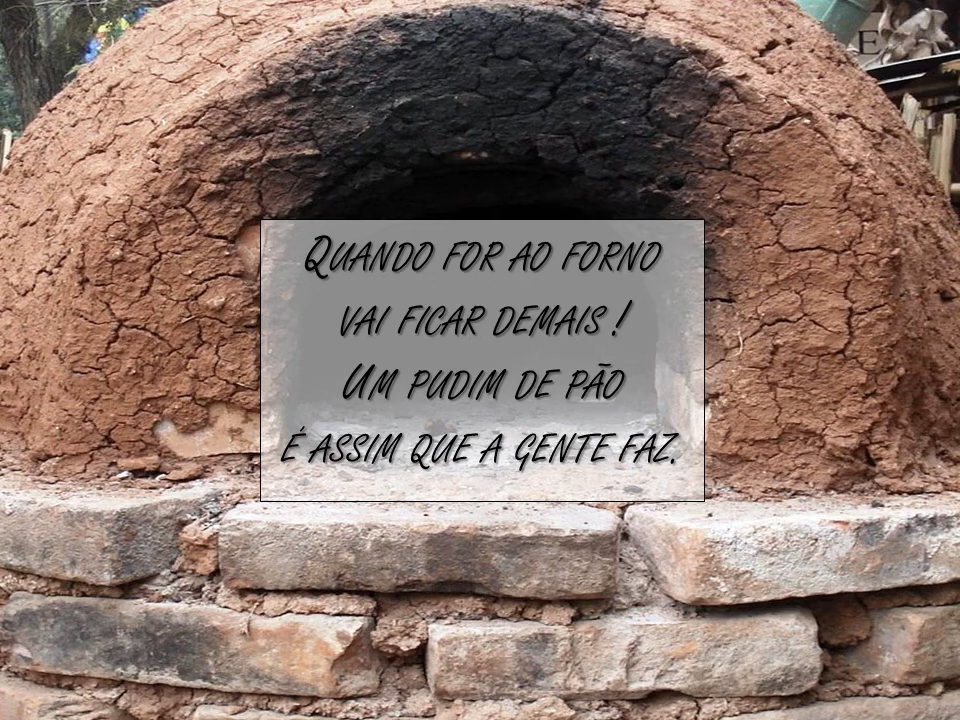 Quando for ao forno
vai ficar demais !
Um pudim de pão
é assim que a gente faz.